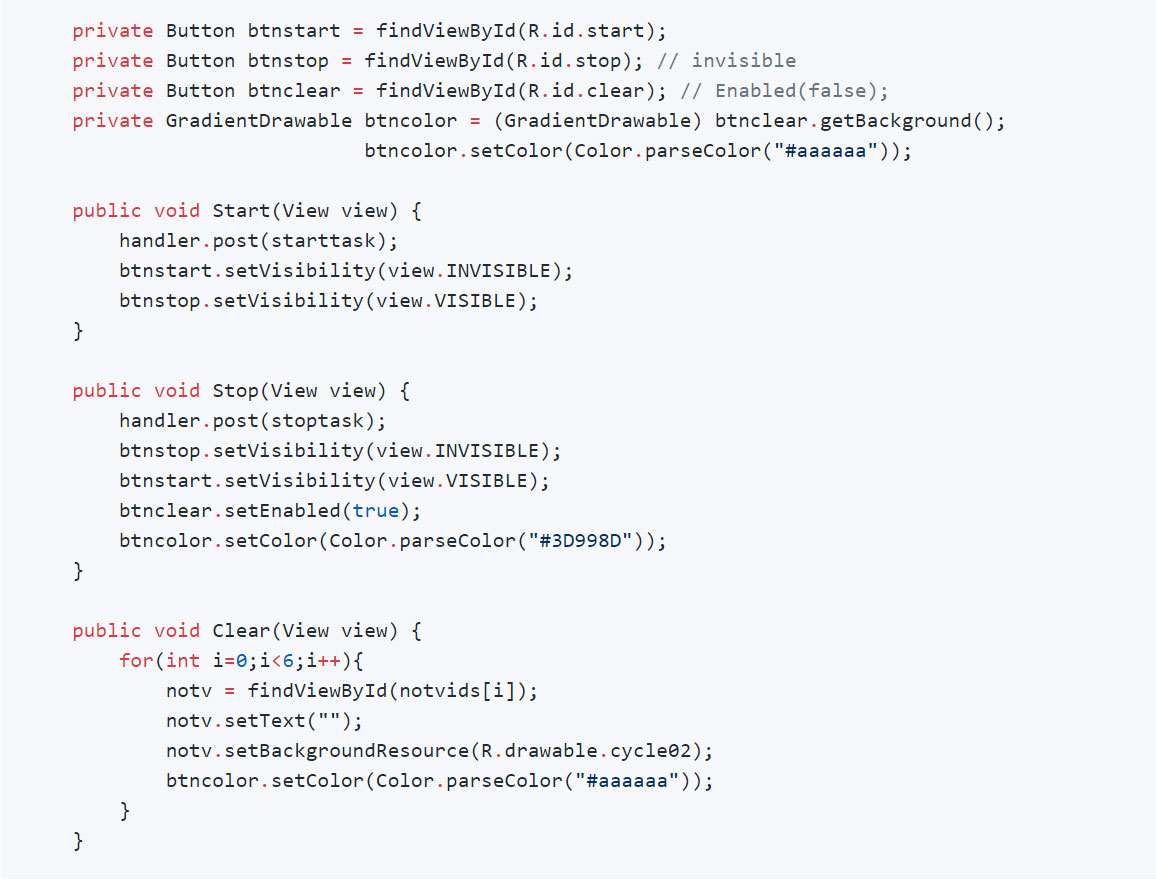 private Button btnstart = findViewById(R.id.start);
private Button btnstop = findViewById(R.id.stop); // invisible
private Button btnclear = findViewById(R.id.clear); // Enabled(false);
private GradientDrawable btncolor = (GradientDrawable) btnclear.getBackground();
                         btncolor.setColor(Color.parseColor("#aaaaaa"));

public void Start(View view) {
    handler.post(starttask);
    btnstart.setVisibility(view.INVISIBLE);
    btnstop.setVisibility(view.VISIBLE);
}

public void Stop(View view) {
    handler.post(stoptask);
    btnstop.setVisibility(view.INVISIBLE);
    btnstart.setVisibility(view.VISIBLE);
    btnclear.setEnabled(true);
    btncolor.setColor(Color.parseColor("#3D998D"));
}

public void Clear(View view) {
    for(int i=0;i<6;i++){
        notv = findViewById(notvids[i]);
        notv.setText("");
        notv.setBackgroundResource(R.drawable.cycle02);
        btncolor.setColor(Color.parseColor("#aaaaaa"));
    }
}